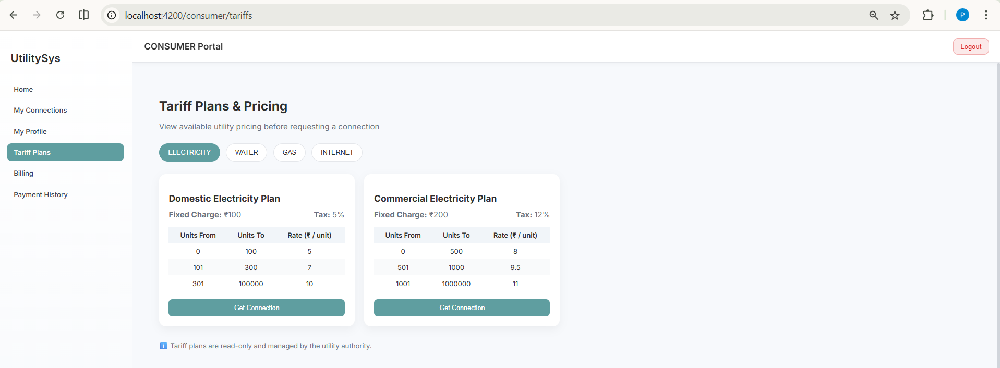 localhost:4200/consumer/tariffs
P
UtilitySys
Home
My Connections
My Profile
Tariff Plans
Billing
Payment History
CONSUMER Portal
Logout
Tariff Plans & Pricing
View available utility pricing before requesting a connection
ELECTRICITY WATER GAS INTERNET
Domestic Electricity Plan
Fixed Charge: ₹100 Tax: 5%
Units From Units To Rate (₹ / unit)
0 100 5
101 300 7
301 100000 10
Get Connection
Commercial Electricity Plan
Fixed Charge: ₹200 Tax: 12%
Units From Units To Rate (₹ / unit)
0 500 8
501 1000 9.5
1001 1000000 11
Get Connection
ℹ️ Tariff plans are read-only and managed by the utility authority.